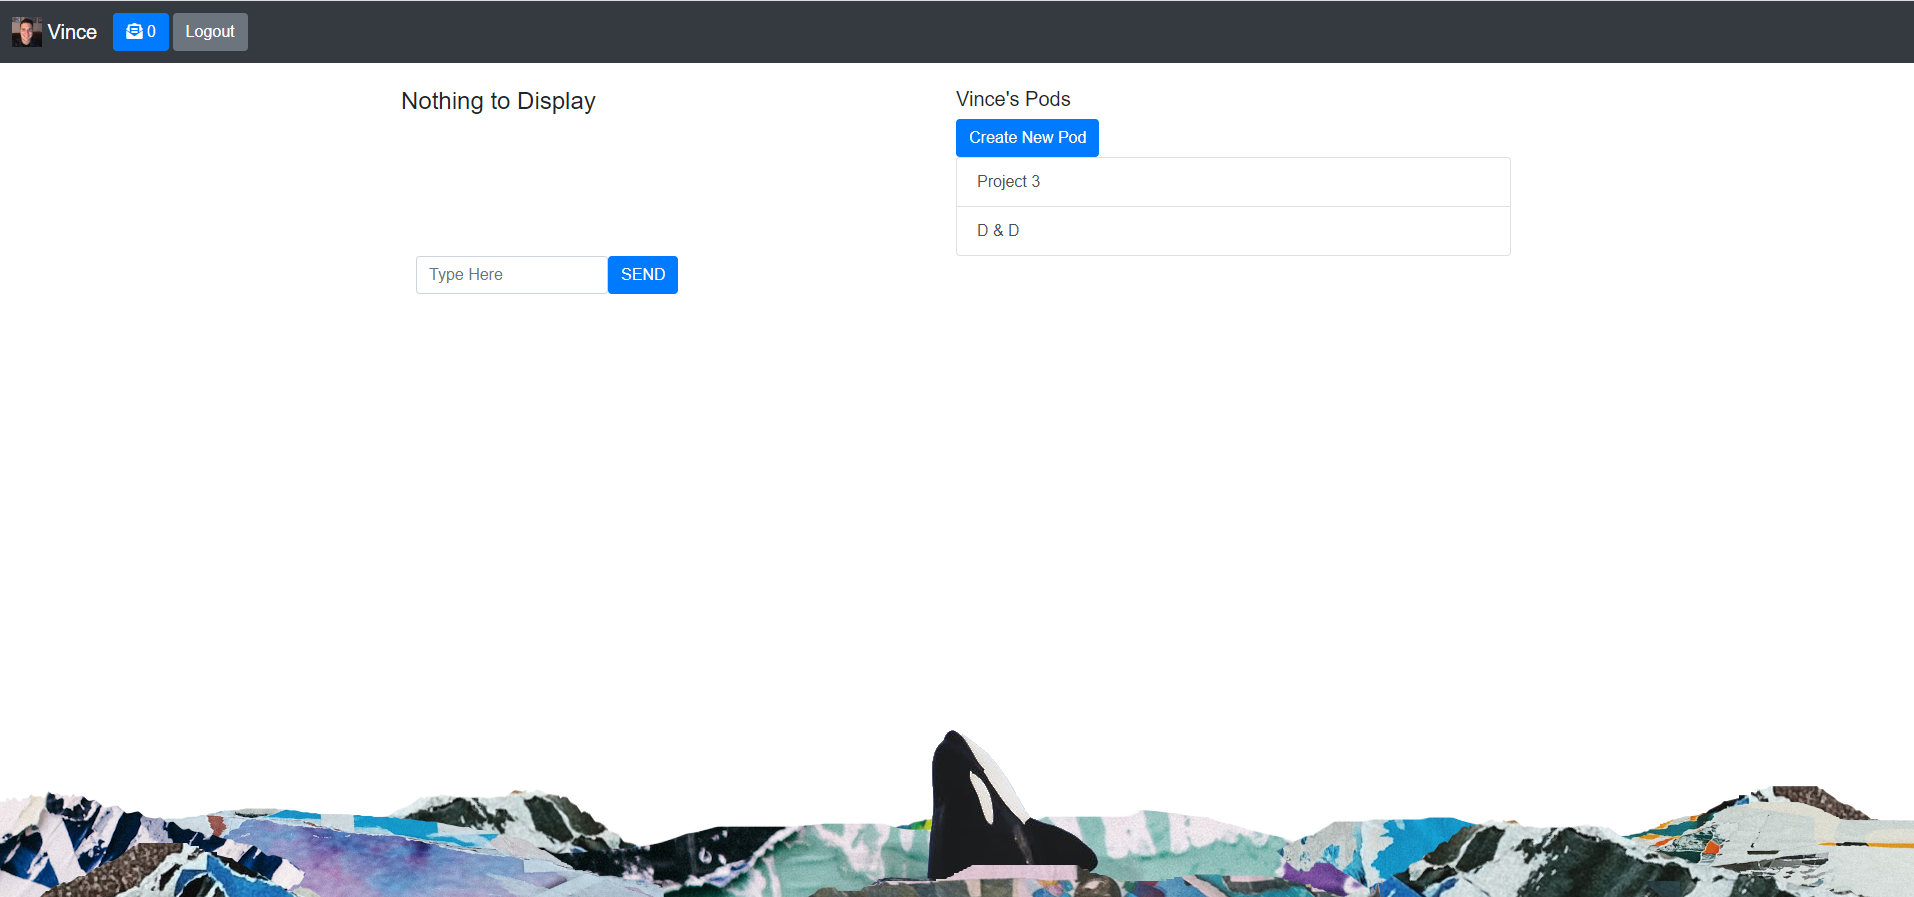 Vince
0
Logout
Nothing to Display
Type Here
SEND
Vince's Pods
Create New Pod
Project 3
D & D